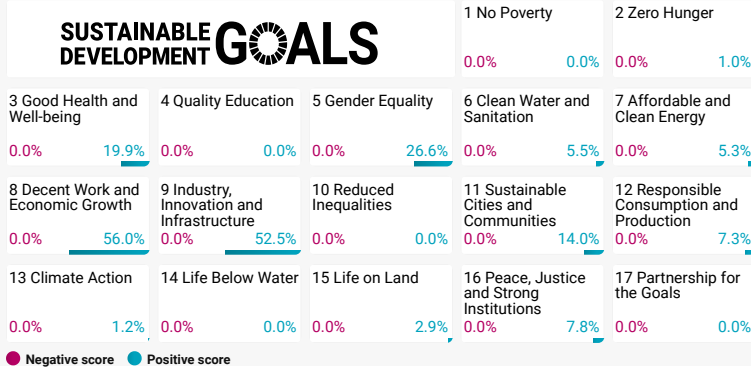 SUSTAINABLE
DEVELOPMENT
GOALS
1 No Poverty
0.0% 0.0%
2 Zero Hunger
0.0% 1.0%
3 Good Health and
Well-being
0.0% 19.9%
4 Quality Education
0.0% 0.0%
5 Gender Equality
0.0% 26.6%
6 Clean Water and
Sanitation
0.0% 5.5%
7 Affordable and
Clean Energy
0.0% 5.3%
8 Decent Work and
Economic Growth
0.0% 56.0%
9 Industry,
Innovation and
Infrastructure
0.0% 52.5%
10 Reduced
Inequalities
0.0% 0.0%
11 Sustainable
Cities and
Communities
0.0% 14.0%
12 Responsible
Consumption and
Production
0.0% 7.3%
13 Climate Action
0.0% 1.2%
14 Life Below Water
0.0% 0.0%
15 Life on Land
0.0% 2.9%
16 Peace, Justice
and Strong
Institutions
0.0% 7.8%
17 Partnership for
the Goals
0.0% 0.0%
Negative score Positive score